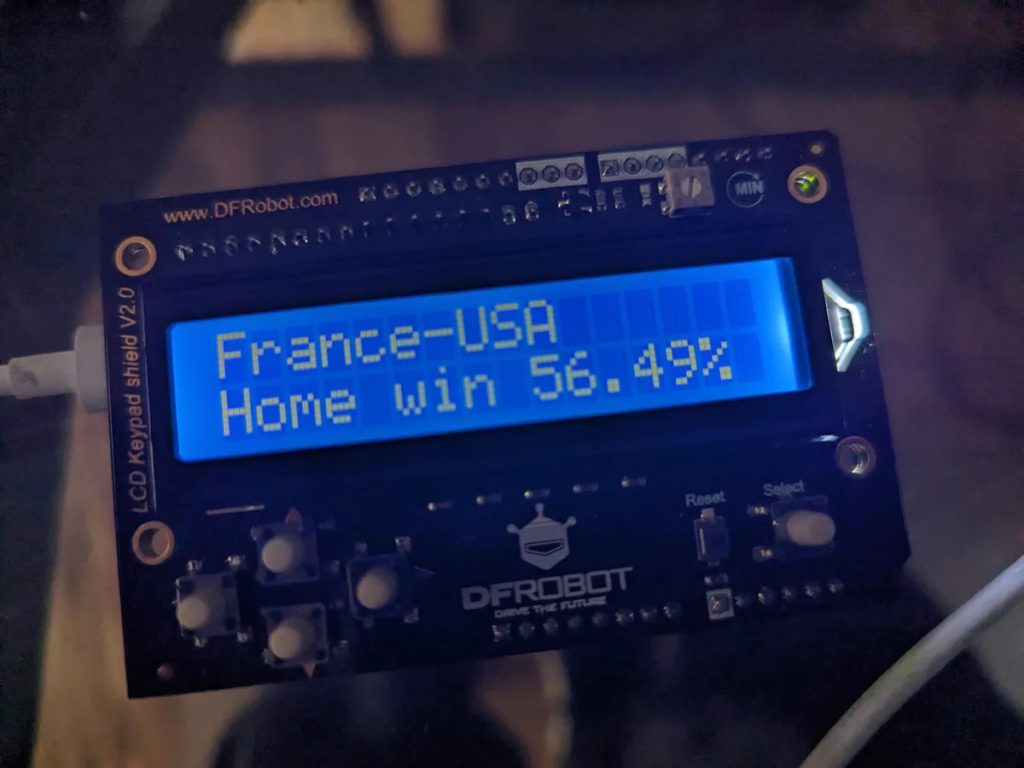 www.DFRobot.com
MIN
LCD Keypad shield V2.0
France-USA
Home win 56.49%
Reset
Select
DFROBOT
DRIVE THE FUTURE